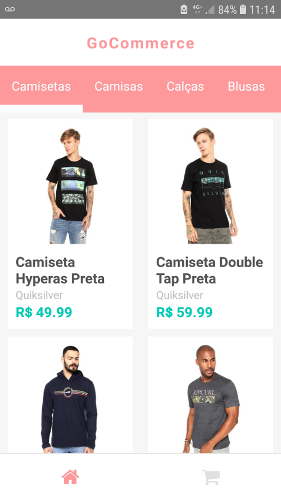 4G+ 84% 11:14
GoCommerce
Camisetas Camisas Calças Blusas
Camiseta
Hyperas Preta
Quiksilver
R$ 49.99
Camiseta Double
Tap Preta
Quiksilver
R$ 59.99